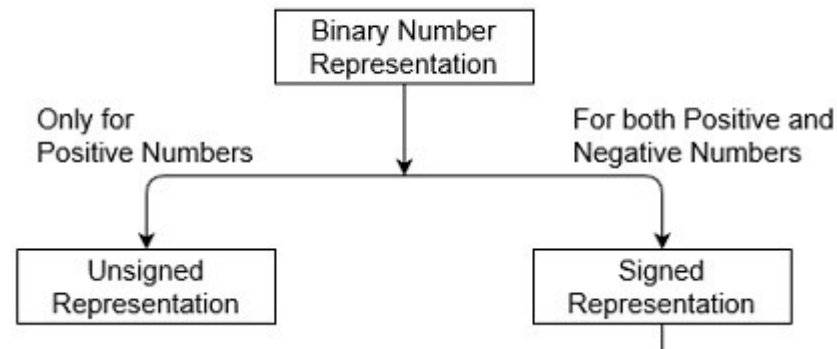 Binary Number
Representation
Only for
Positive Numbers
For both Positive and
Negative Numbers
Unsigned
Representation
Signed
Representation